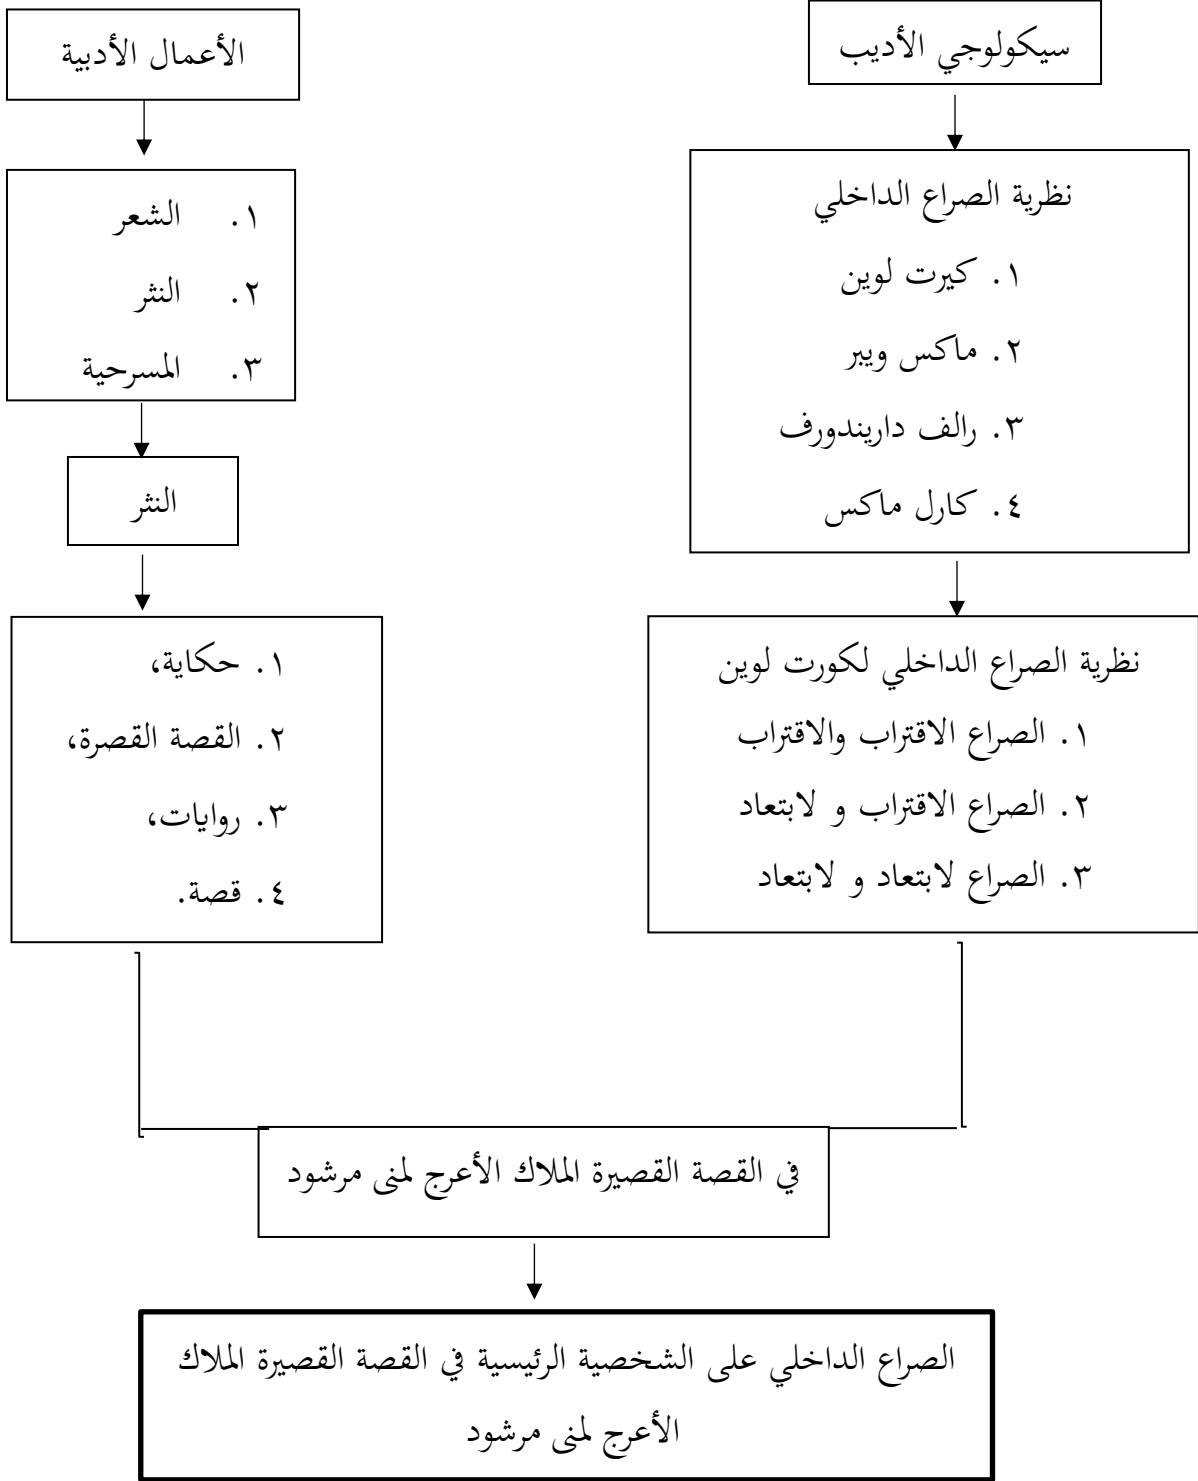 سيكولوجي الأديب
نظرية الصراع الداخلي
١. كيرت لوين
٢. ماكس ويبر
٣. رالف داريندورف
٤. كارل ماكس
نظرية الصراع الداخلي لكورت لوين
١. الصراع الاقتراب والاقتراب
٢. الصراع الاقتراب و لابتعاد
٣. الصراع لابتعاد و لابتعاد
الأعمال الأدبية
١. الشعر
٢. النثر
٣. المسرحية
النثر
١. حكاية،
٢. القصة القصرة،
٣. روايات،
٤. قصة.
في القصة القصيرة الملاك الأعرج لمنى مرشود
الصراع الداخلي على الشخصية الرئيسية في القصة القصيرة الملاك
الأعرج لمنى مرشود